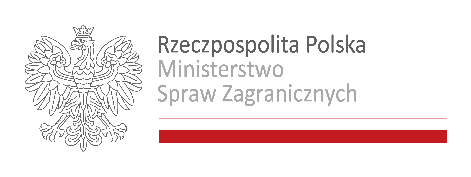 Rzeczpospolita Polska
Ministerstwo
Spraw Zagranicznych